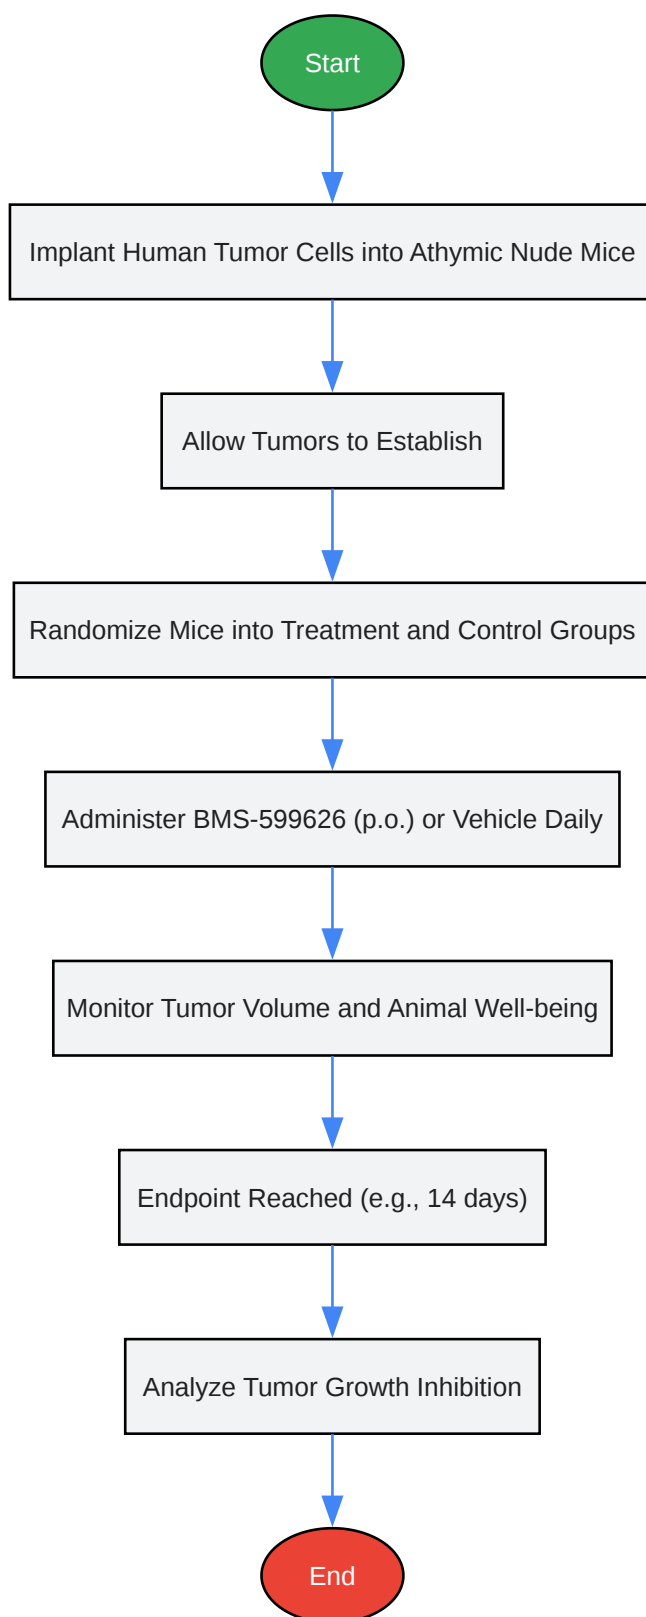 Start
Implant Human Tumor Cells into Athymic Nude Mice
Allow Tumors to Establish
Randomize Mice into Treatment and Control Groups
Administer BMS-599626 (p.o.) or Vehicle Daily
Monitor Tumor Volume and Animal Well-being
Endpoint Reached (e.g., 14 days)
Analyze Tumor Growth Inhibition
End